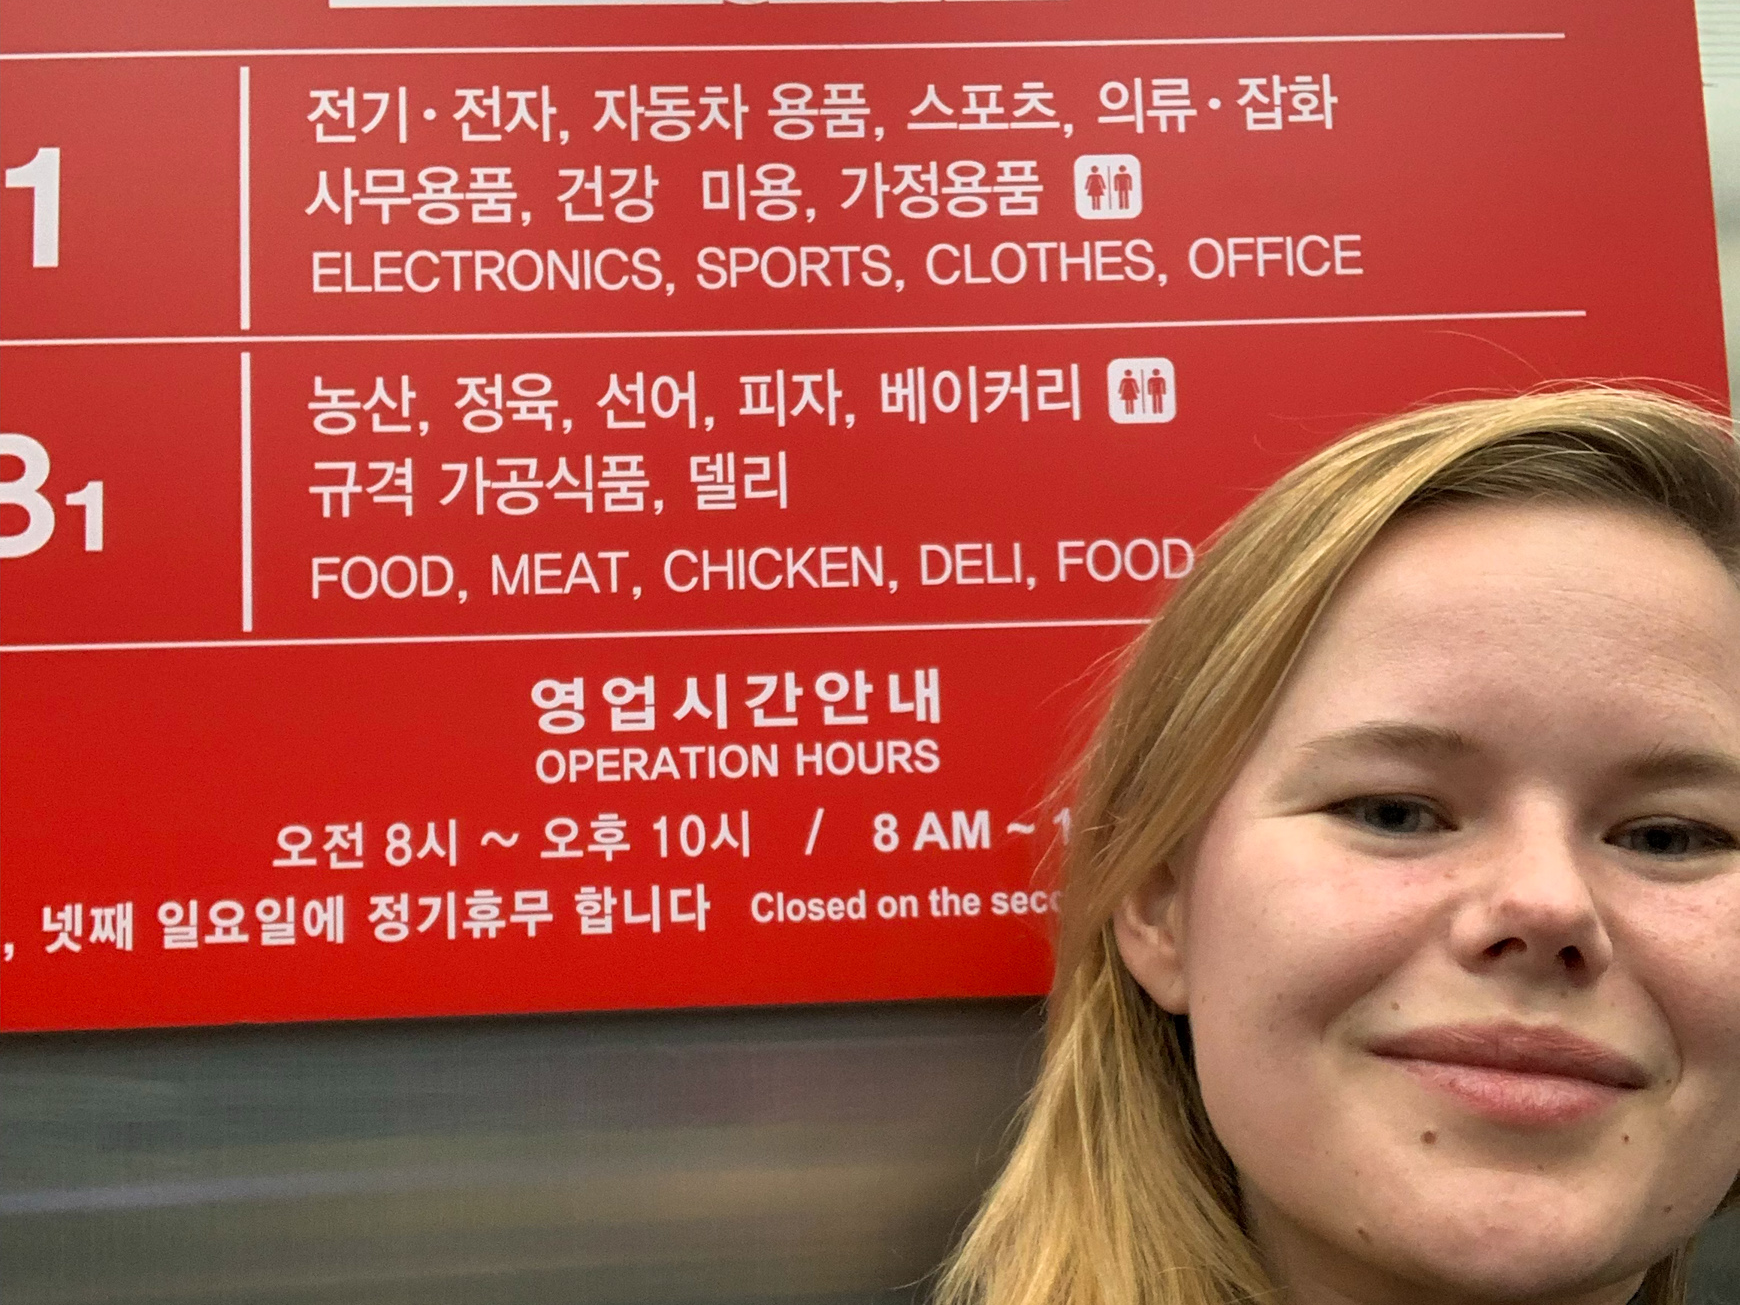 1
전기·전자, 자동차 용품, 스포츠, 의류·잡화
사무용품, 건강 미용, 가정용품
ELECTRONICS, SPORTS, CLOTHES, OFFICE
B1
농산, 정육, 선어, 피자, 베이커리
규격 가공식품, 델리
FOOD, MEAT, CHICKEN, DELI, FOOD
영업시간안내
OPERATION HOURS
오전 8시 ~ 오후 10시 / 8 AM ~
, 넷째 일요일에 정기휴무 합니다 Closed on the